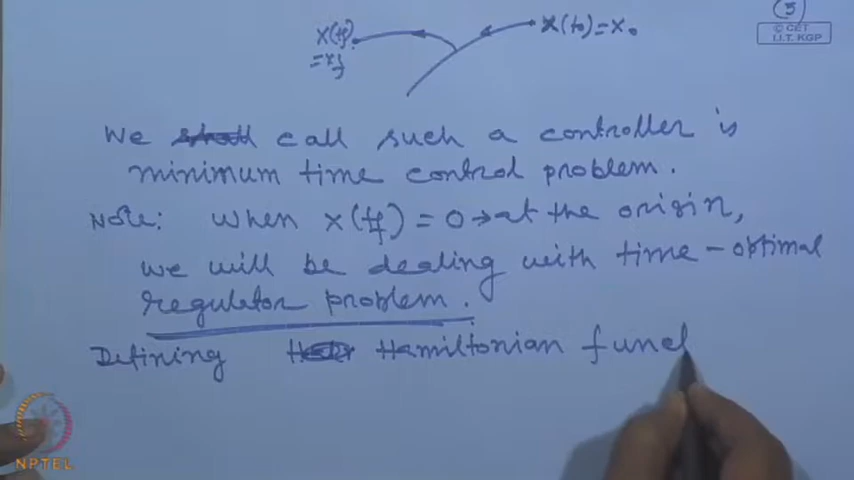 3
© CET
I.I.T. KGP
x(tf) = xf
x(t0) = x0
We call such a controller is
minimum time control problem.
Note: When x(tf) = 0 → at the origin,
we will be dealing with time-optimal
regulator problem.
Defining Hamiltonian funct
NPTEL